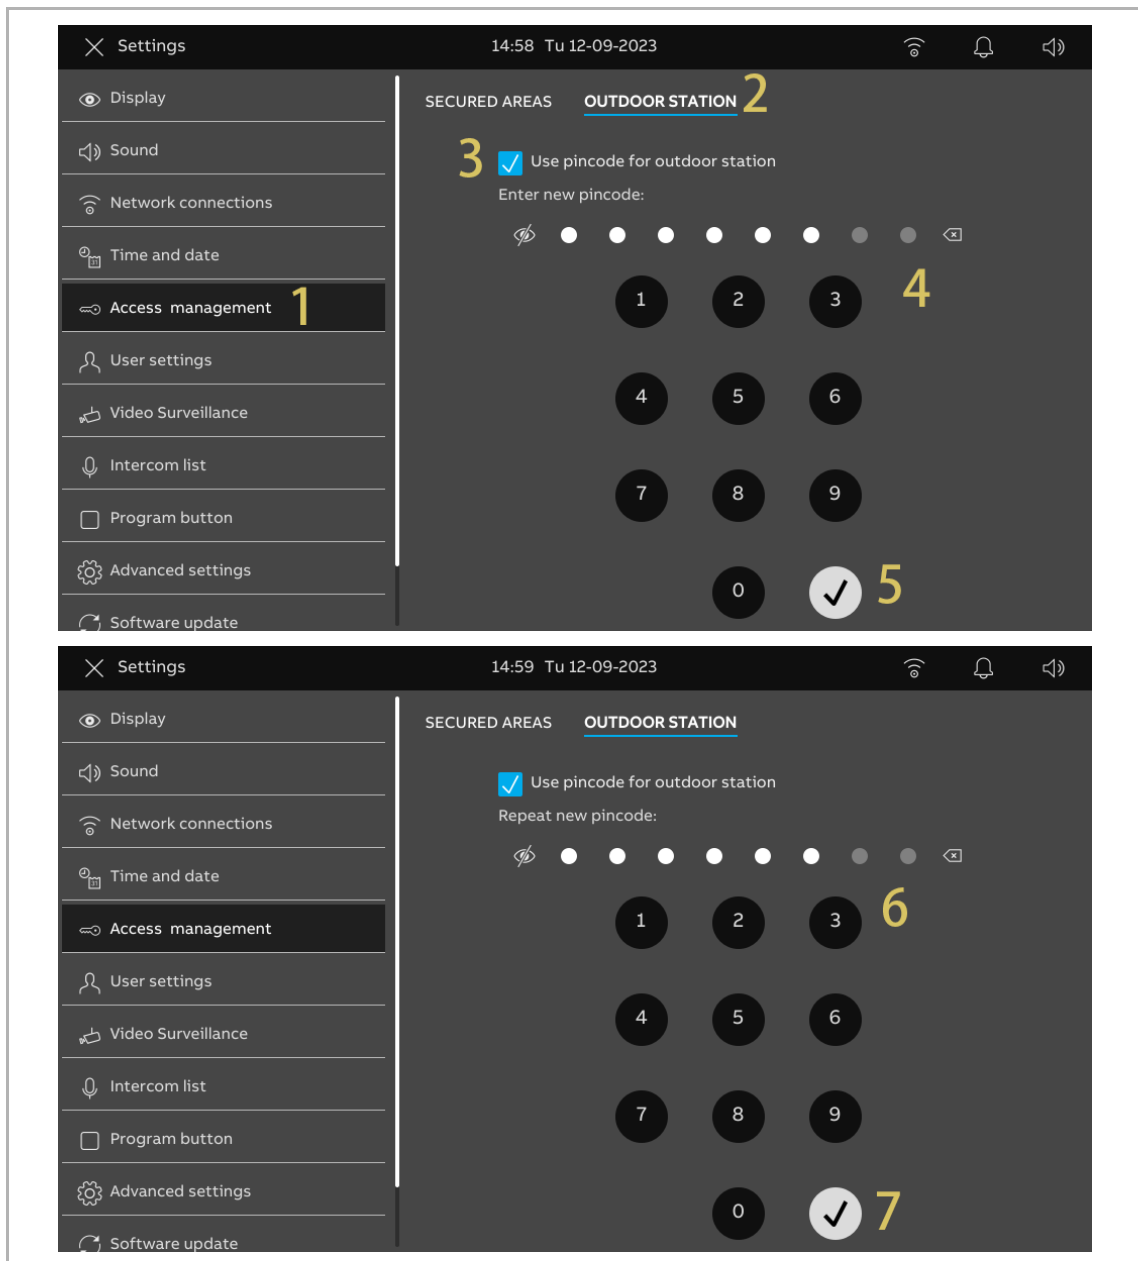 Settings 14:58 Tu 12-09-2023
Display
SECURED AREAS OUTDOOR STATION 2
Sound
3 Use pincode for outdoor station
Network connections
Enter new pincode:
Time and date
Access management 1
1 2 3 4
User settings
Video Surveillance
4 5 6
Intercom list
7 8 9
Program button
Advanced settings
0 5
Software update
Settings 14:59 Tu 12-09-2023
Display
SECURED AREAS OUTDOOR STATION
Sound
Use pincode for outdoor station
Network connections
Repeat new pincode:
Time and date
Access management
1 2 3 6
User settings
Video Surveillance
4 5 6
Intercom list
7 8 9
Program button
Advanced settings
0 7
Software update